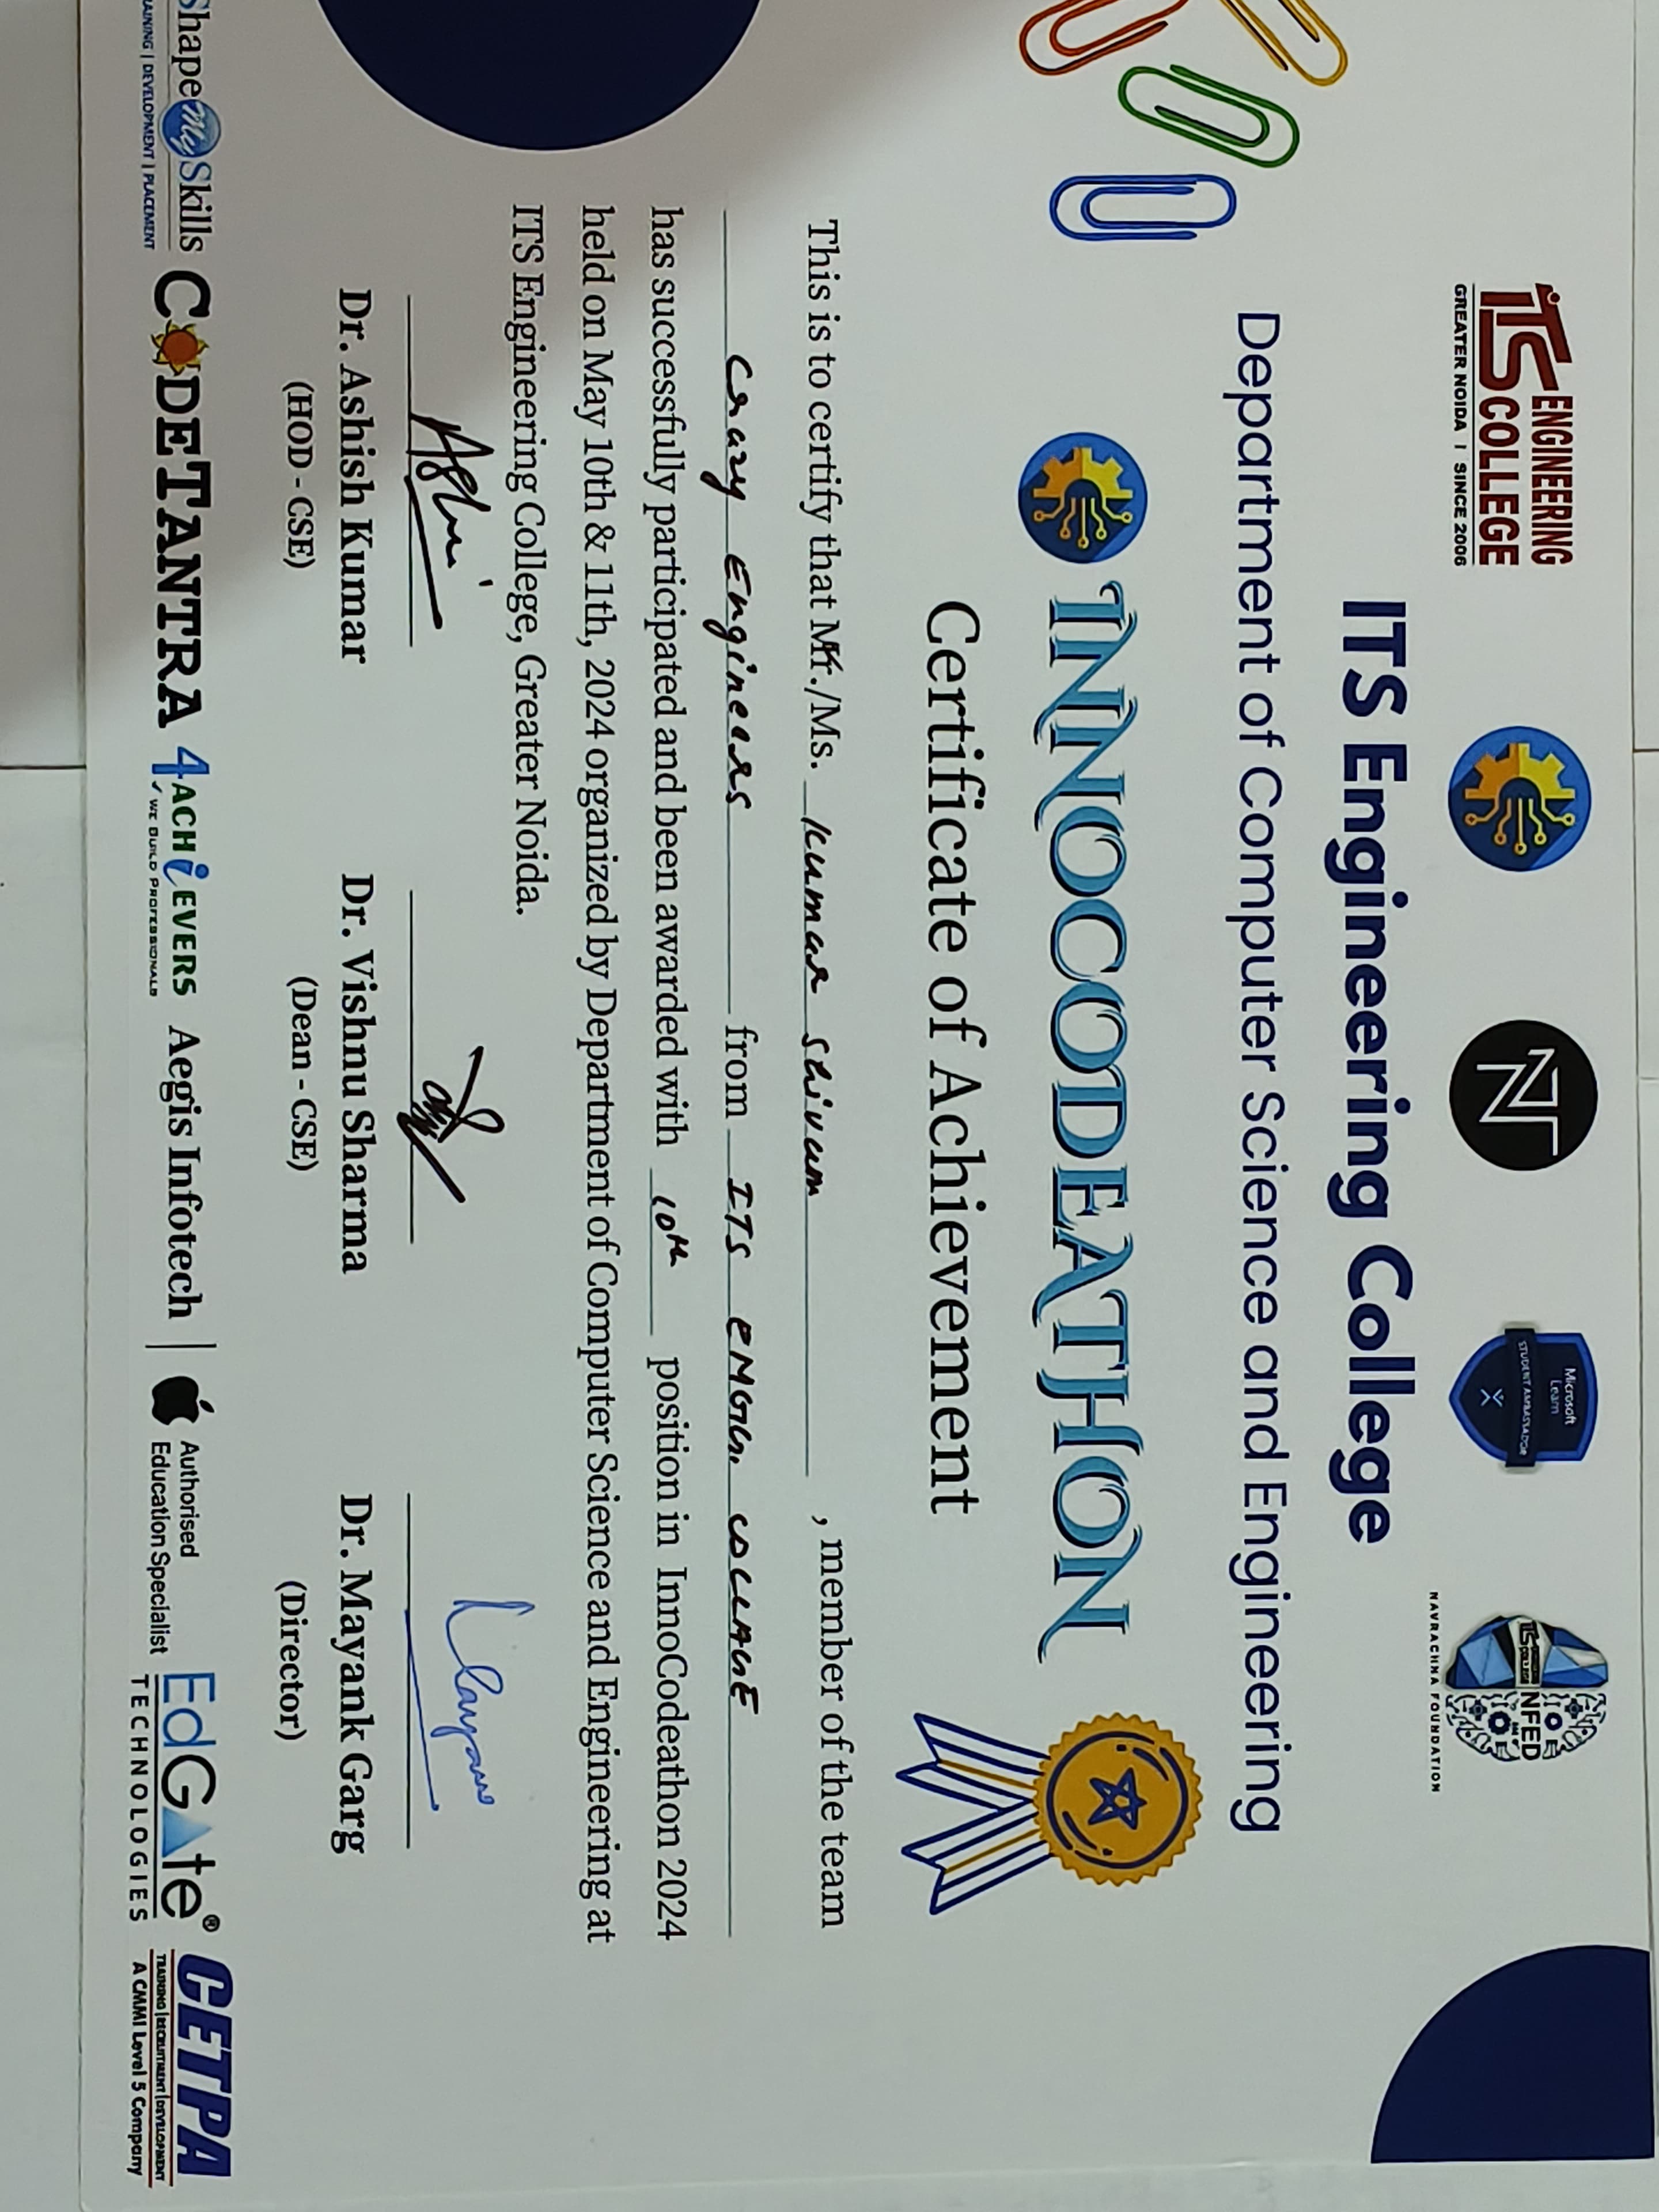 ITS ENGINEERING COLLEGE
GREATER NOIDA | SINCE 2006
NT
Microsoft Learn
STUDENT AMBASSADOR
NFED
NAVRACHNA FOUNDATION
ITS Engineering College
Department of Computer Science and Engineering
INNOCODEATHON
Certificate of Achievement
This is to certify that Mr./Ms. Kumar Shivam , member of the team
Crazy Engineers from ITS ENGG. COLLAGE
has successfully participated and been awarded with 10th position in InnoCodeathon 2024
held on May 10th & 11th, 2024 organized by Department of Computer Science and Engineering at
ITS Engineering College, Greater Noida.
Dr. Ashish Kumar
(HOD - CSE)
Dr. Vishnu Sharma
(Dean - CSE)
Dr. Mayank Garg
(Director)
Shape My Skills
TRAINING | DEVELOPMENT | PLACEMENT
CODETANTRA
4ACHIEVERS
WE BUILD PROFESSIONALS
Aegis Infotech
Authorised
Education Specialist
EdGate®
TECHNOLOGIES
CETPA
TRAINING | RECRUITMENT | DEVELOPMENT
A CMMI Level 5 Company